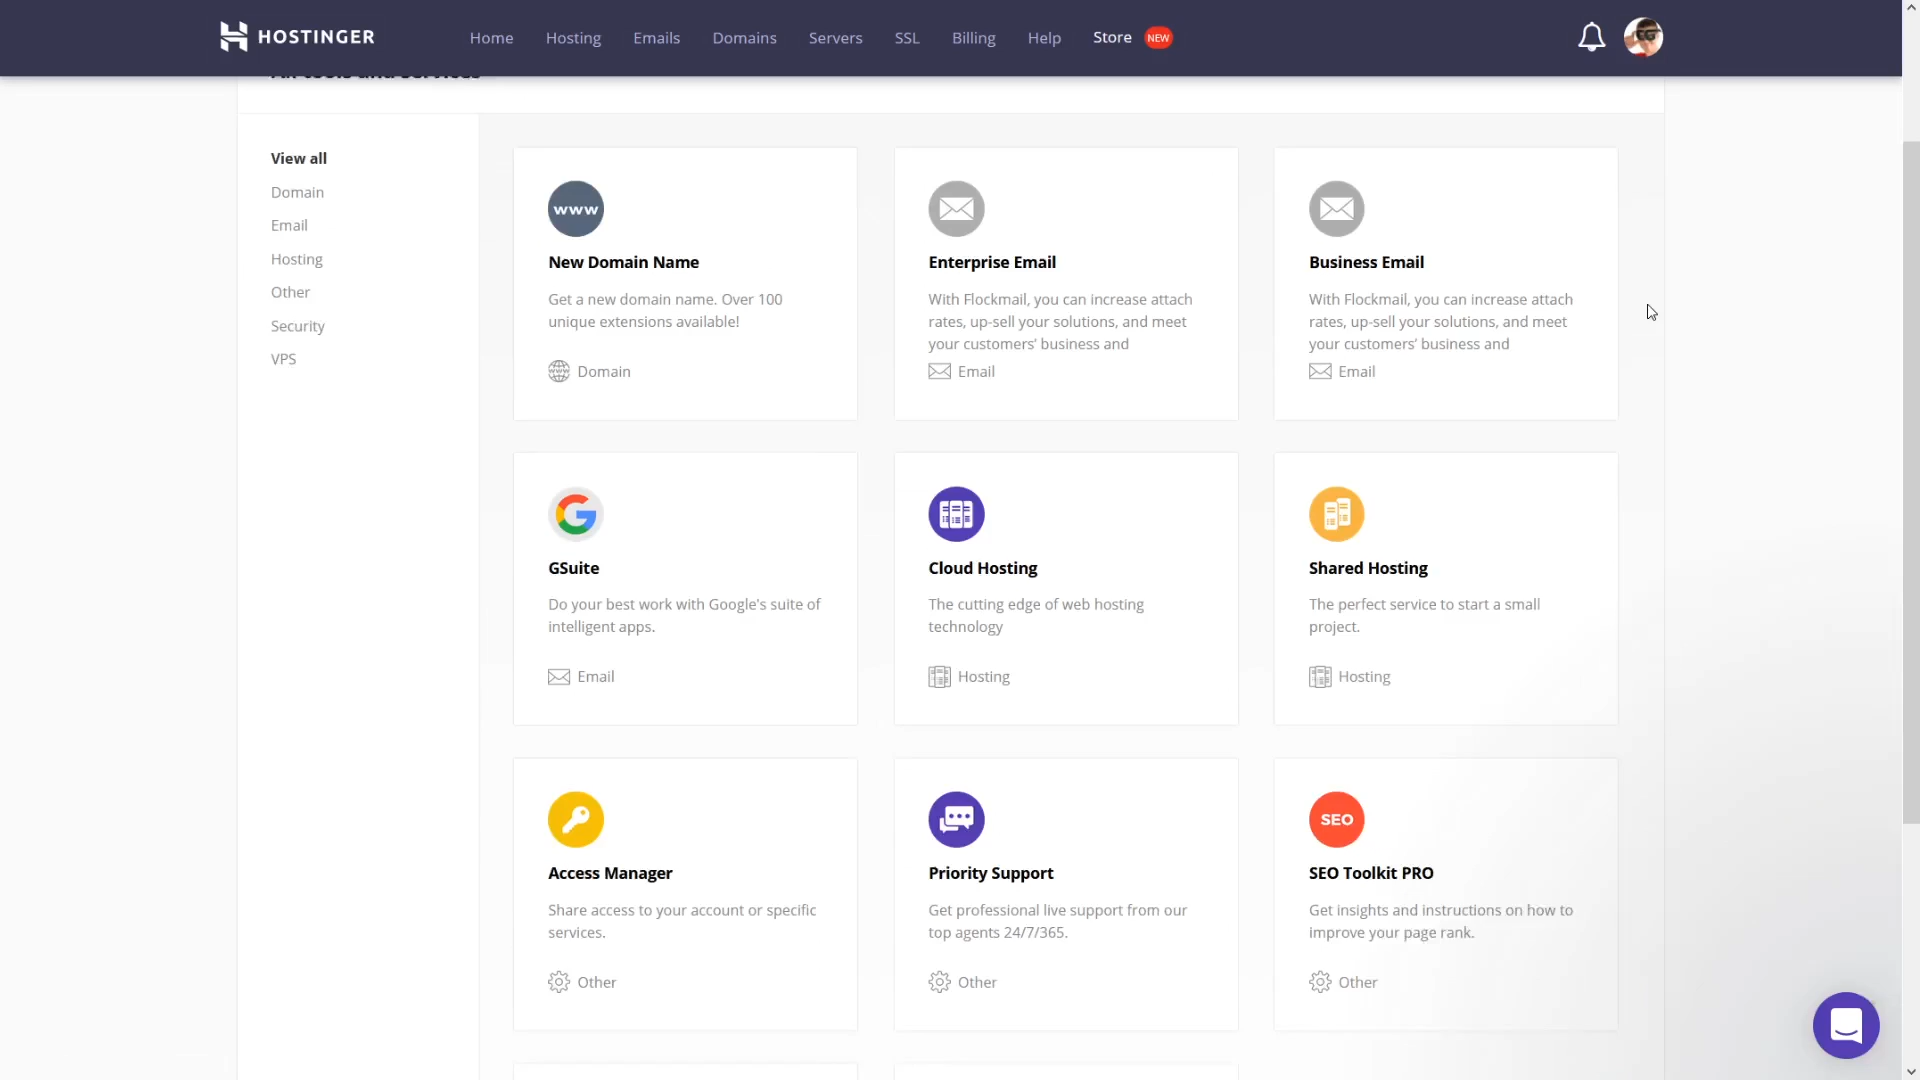 HOSTINGER
Home
Hosting
Emails
Domains
Servers
SSL
Billing
Help
Store
NEW
All tools and services
View all
Domain
Email
Hosting
Other
Security
VPS
www
New Domain Name
Get a new domain name. Over 100
unique extensions available!
Domain
Enterprise Email
With Flockmail, you can increase attach
rates, up-sell your solutions, and meet
your customers’ business and
Email
Business Email
With Flockmail, you can increase attach
rates, up-sell your solutions, and meet
your customers’ business and
Email
GSuite
Do your best work with Google's suite of
intelligent apps.
Email
Cloud Hosting
The cutting edge of web hosting
technology
Hosting
Shared Hosting
The perfect service to start a small
project.
Hosting
Access Manager
Share access to your account or specific
services.
Other
Priority Support
Get professional live support from our
top agents 24/7/365.
Other
SEO
SEO Toolkit PRO
Get insights and instructions on how to
improve your page rank.
Other